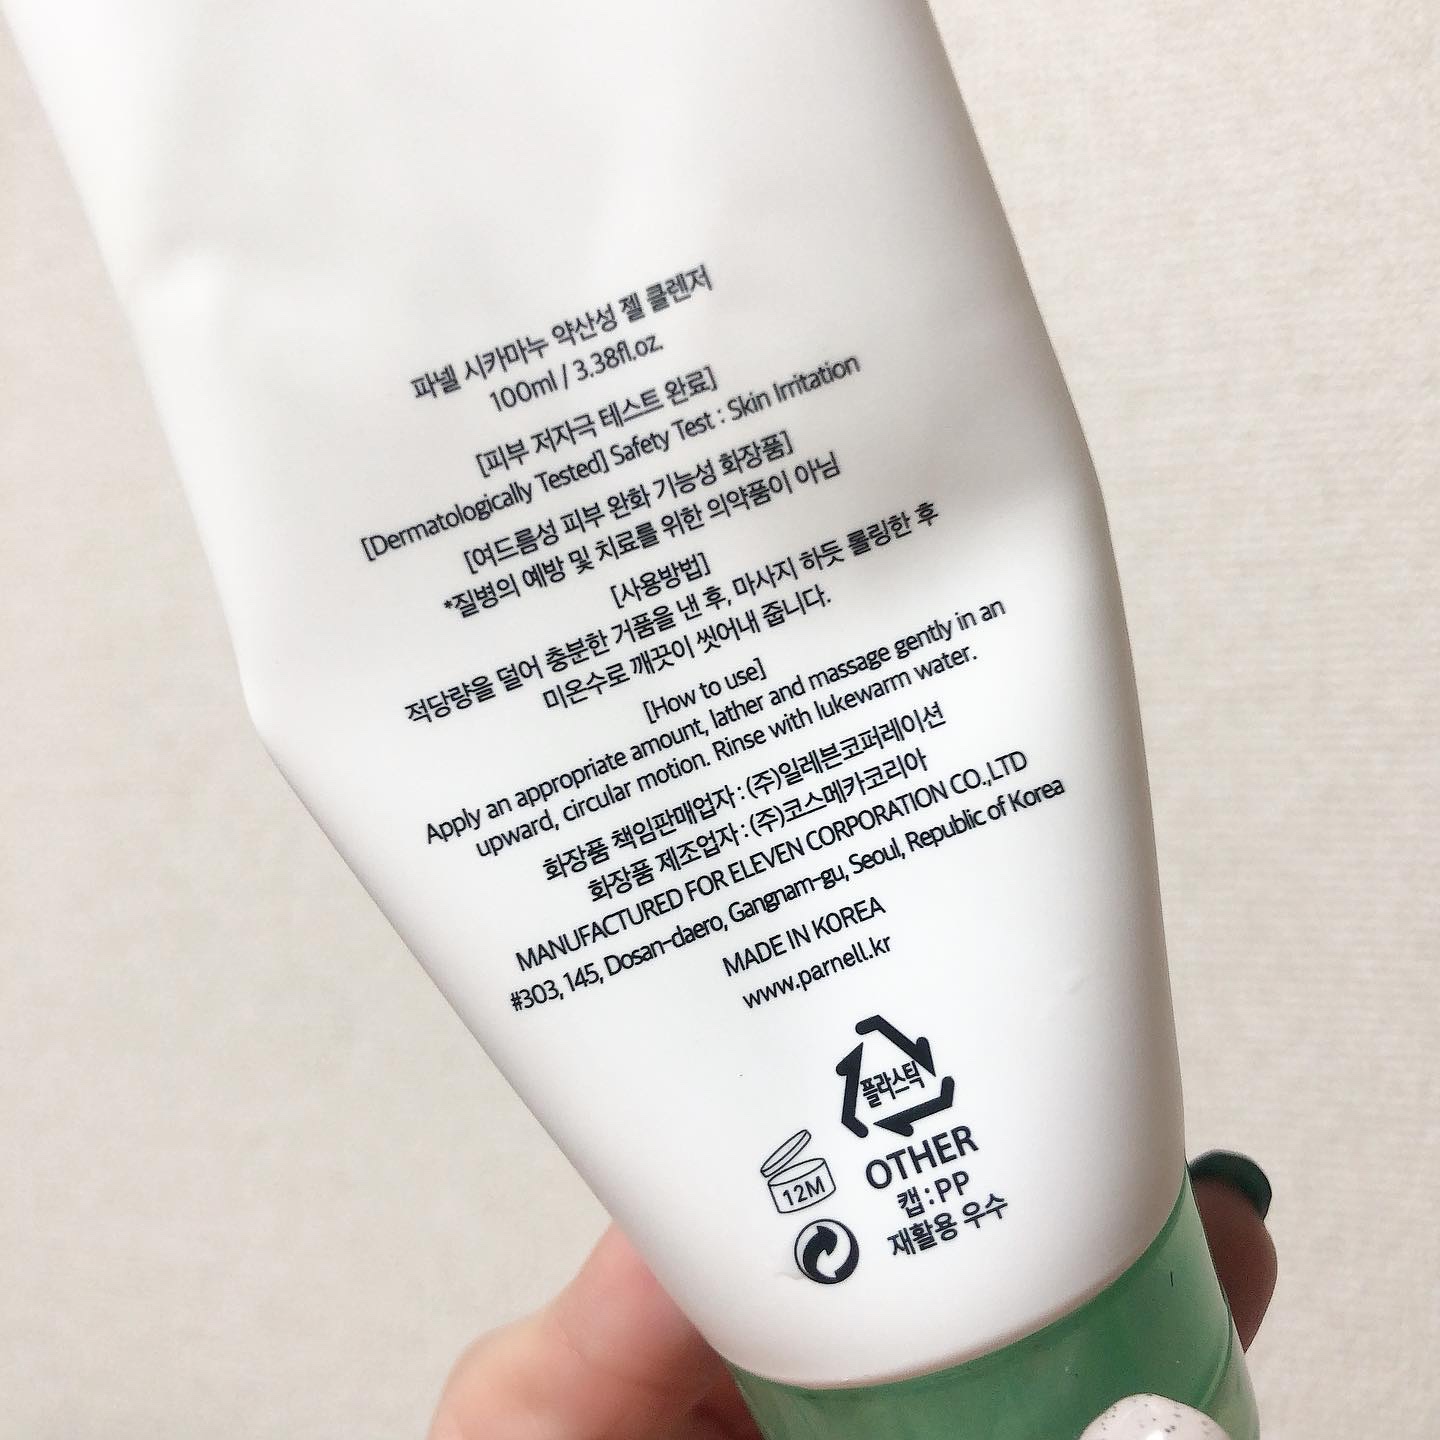 파넬 시카마누 약산성 젤 클렌저
100ml / 3.38fl.oz.
[피부 저자극 테스트 완료]
[Dermatologically Tested] Safety Test : Skin Irritation
[여드름성 피부 완화 기능성 화장품]
*질병의 예방 및 치료를 위한 의약품이 아님
[사용방법]
적당량을 덜어 충분한 거품을 낸 후, 마사지 하듯 롤링한 후
미온수로 깨끗이 씻어내 줍니다.
[How to use]
Apply an appropriate amount, lather and massage gently in an
upward, circular motion. Rinse with lukewarm water.
화장품 책임판매업자 : (주)일레븐코퍼레이션
화장품 제조업자 : (주)코스메카코리아
MANUFACTURED FOR ELEVEN CORPORATION CO.,LTD
#303, 145, Dosan-daero, Gangnam-gu, Seoul, Republic of Korea
MADE IN KOREA
www.parnell.kr
플라스틱
OTHER
캡 : PP
재활용 우수
12M